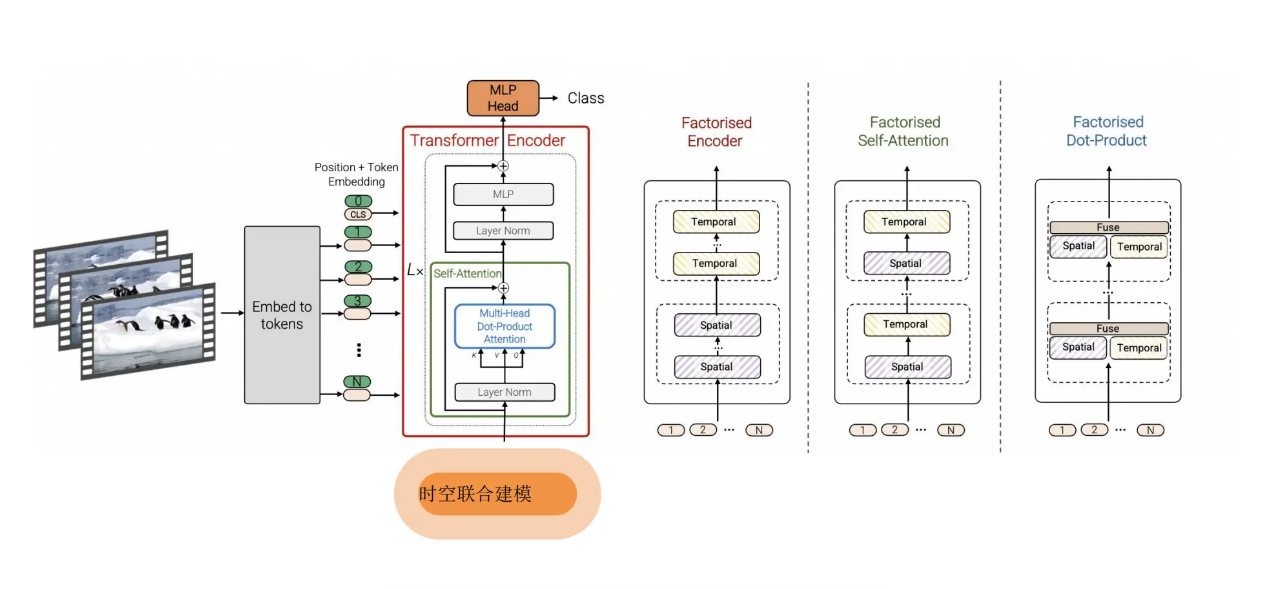 MLP
Head
Class
Transformer Encoder
Position + Token
Embedding
0
CLS
1
2
3
N
Embed to
tokens
L×
MLP
Layer Norm
Self-Attention
Multi-Head
Dot-Product
Attention
K V Q
Layer Norm
时空联合建模
Factorised
Encoder
Temporal
...
Temporal
Spatial
...
Spatial
1 2 ... N
Factorised
Self-Attention
Temporal
Spatial
...
Temporal
Spatial
1 2 ... N
Factorised
Dot-Product
Fuse
Spatial Temporal
...
Fuse
Spatial Temporal
1 2 ... N